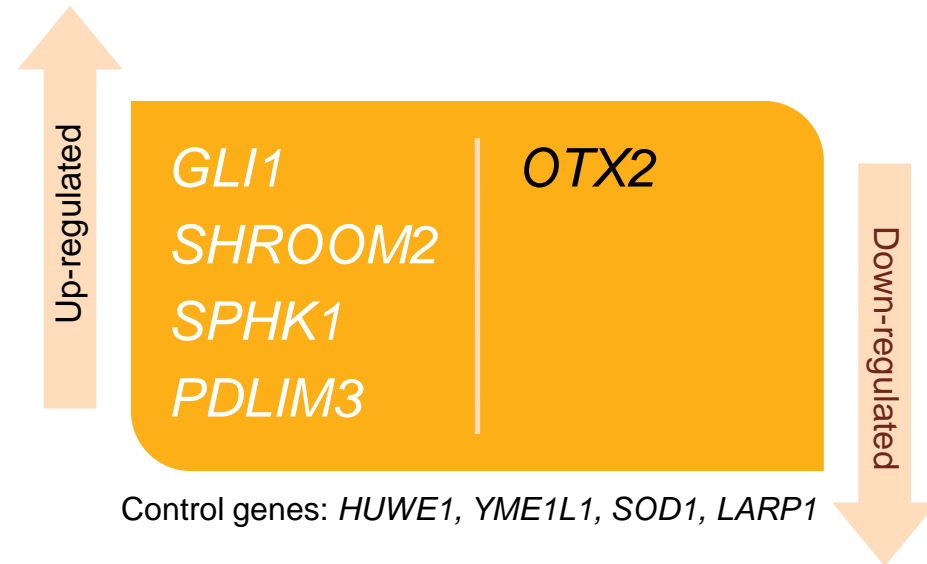 Up-regulated
GLI1
SHROOM2
SPHK1
PDLIM3
OTX2
Down-regulated
Control genes: HUWE1, YME1L1, SOD1, LARP1